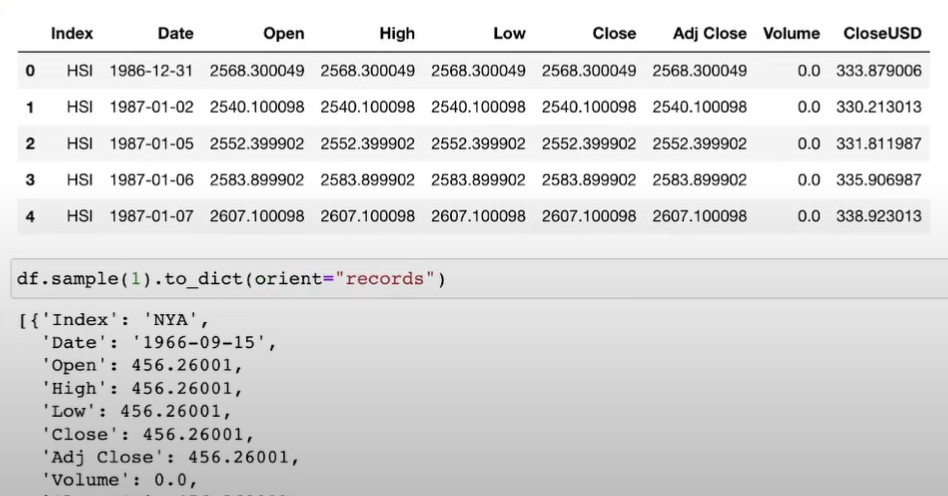 Index Date Open High Low Close Adj Close Volume CloseUSD
0 HSI 1986-12-31 2568.300049 2568.300049 2568.300049 2568.300049 2568.300049 0.0 333.879006
1 HSI 1987-01-02 2540.100098 2540.100098 2540.100098 2540.100098 2540.100098 0.0 330.213013
2 HSI 1987-01-05 2552.399902 2552.399902 2552.399902 2552.399902 2552.399902 0.0 331.811987
3 HSI 1987-01-06 2583.899902 2583.899902 2583.899902 2583.899902 2583.899902 0.0 335.906987
4 HSI 1987-01-07 2607.100098 2607.100098 2607.100098 2607.100098 2607.100098 0.0 338.923013
df.sample(1).to_dict(orient="records")
[{'Index': 'NYA',
'Date': '1966-09-15',
'Open': 456.26001,
'High': 456.26001,
'Low': 456.26001,
'Close': 456.26001,
'Adj Close': 456.26001,
'Volume': 0.0,